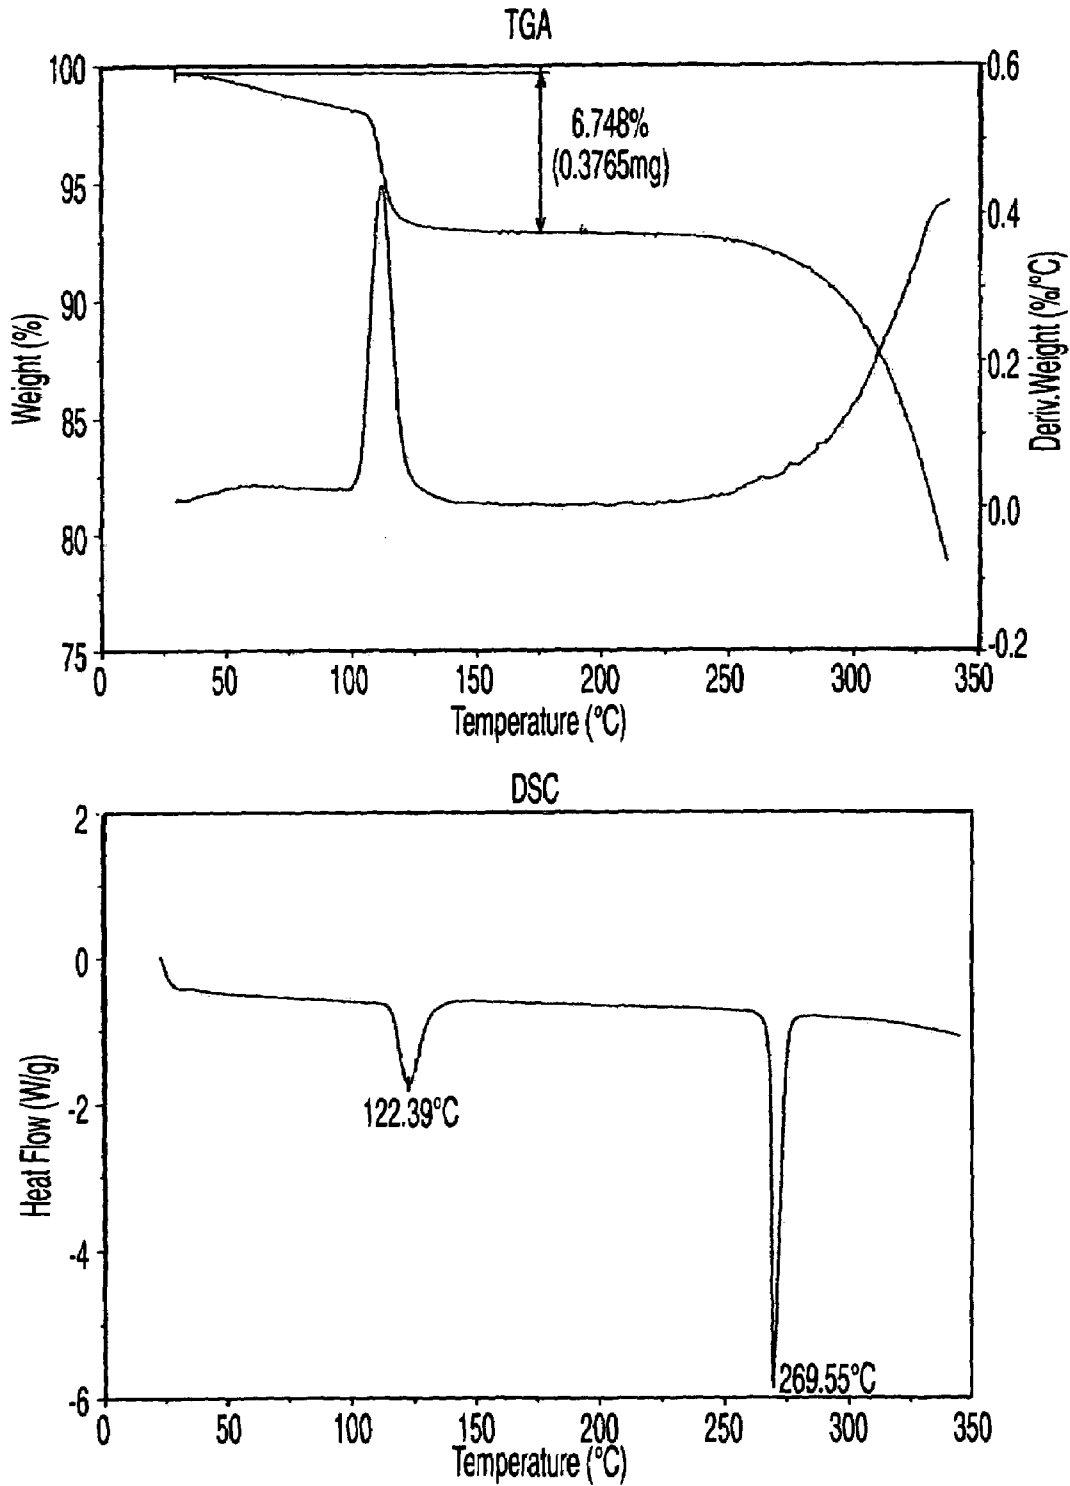 TGA
100
95
90
85
80
75
Weight (%)
6.748%
(0.3765mg)
0.6
0.4
0.2
0.0
-0.2
Deriv.Weight (%/°C)
0 50 100 150 200 250 300 350
Temperature (°C)
DSC
2
0
-2
-4
-6
Heat Flow (W/g)
122.39°C
269.55°C
0 50 100 150 200 250 300 350
Temperature (°C)